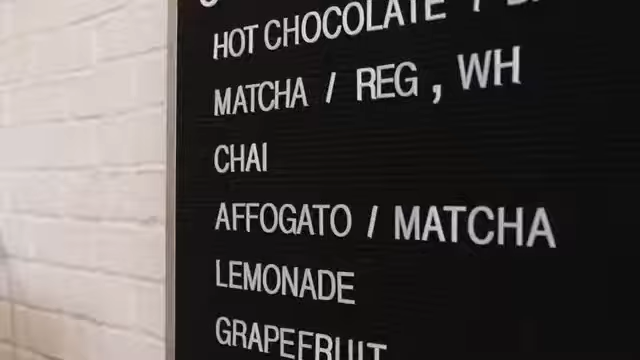 HOT CHOCOLATE /
MATCHA / REG , WH
CHAI
AFFOGATO / MATCHA
LEMONADE
GRAPEFRUIT